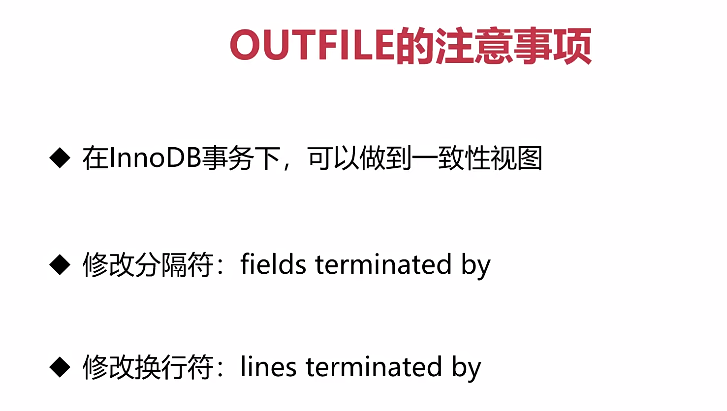 OUTFILE的注意事项
◆ 在InnoDB事务下，可以做到一致性视图
◆ 修改分隔符：fields terminated by
◆ 修改换行符：lines terminated by